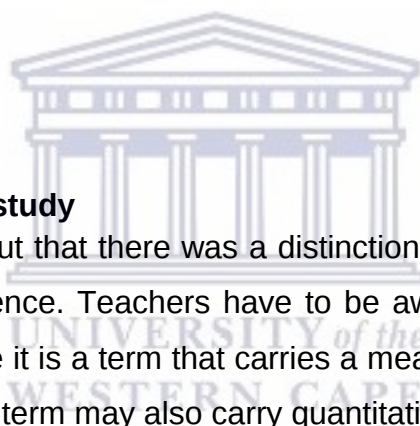 study
ut that there was a distinction
ence. Teachers have to be aw
UNIVERSITY of the
e it is a term that carries a mea
WESTERN CAPE
term may also carry quantitati